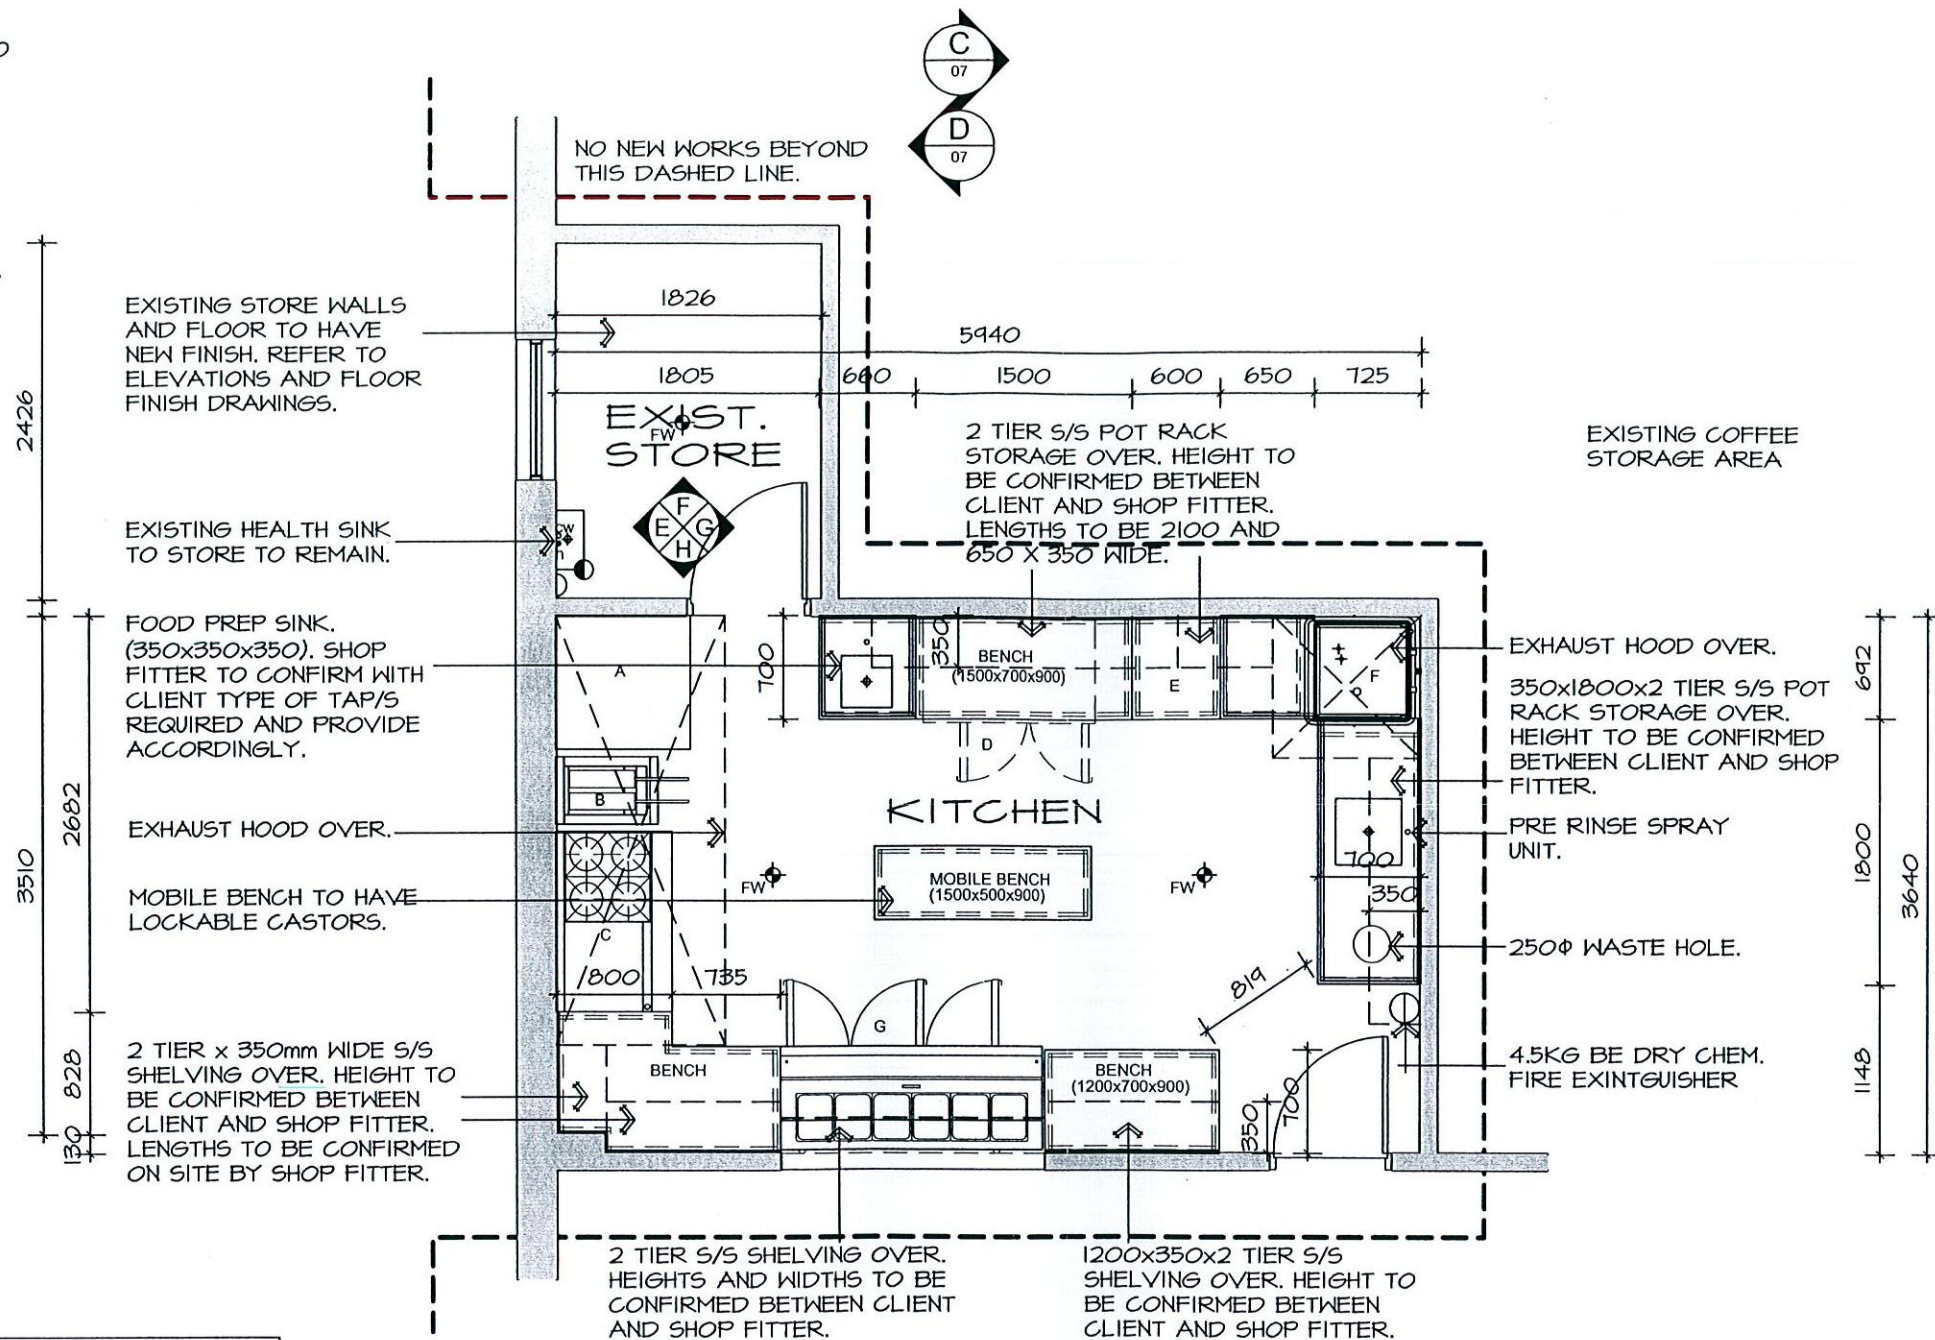 C
07
D
07
NO NEW WORKS BEYOND
THIS DASHED LINE.
EXISTING STORE WALLS
AND FLOOR TO HAVE
NEW FINISH. REFER TO
ELEVATIONS AND FLOOR
FINISH DRAWINGS.
1826
5940
1805
660
1500
600
650
725
2426
EXIST.
FW
STORE
2 TIER S/S POT RACK
STORAGE OVER. HEIGHT TO
BE CONFIRMED BETWEEN
CLIENT AND SHOP FITTER.
LENGTHS TO BE 2100 AND
650 X 350 WIDE.
EXISTING COFFEE
STORAGE AREA
F
E G
H
CW
EXISTING HEALTH SINK
TO STORE TO REMAIN.
FOOD PREP SINK.
(350x350x350). SHOP
FITTER TO CONFIRM WITH
CLIENT TYPE OF TAP/S
REQUIRED AND PROVIDE
ACCORDINGLY.
A
700
350
BENCH
(1500x700x900)
E
F
D
EXHAUST HOOD OVER.
692
350x1800x2 TIER S/S POT
RACK STORAGE OVER.
HEIGHT TO BE CONFIRMED
BETWEEN CLIENT AND SHOP
FITTER.
2682
B
KITCHEN
EXHAUST HOOD OVER.
PRE RINSE SPRAY
UNIT.
3510
1800
3640
700
350
MOBILE BENCH TO HAVE
LOCKABLE CASTORS.
FW
MOBILE BENCH
(1500x500x900)
FW
C
250Φ WASTE HOLE.
800
735
819
G
2 TIER x 350mm WIDE S/S
SHELVING OVER. HEIGHT TO
BE CONFIRMED BETWEEN
CLIENT AND SHOP FITTER.
LENGTHS TO BE CONFIRMED
ON SITE BY SHOP FITTER.
828
130
BENCH
BENCH
(1200x700x900)
350
700
4.5KG BE DRY CHEM.
FIRE EXINTGUISHER
1148
2 TIER S/S SHELVING OVER.
HEIGHTS AND WIDTHS TO BE
CONFIRMED BETWEEN CLIENT
AND SHOP FITTER.
1200x350x2 TIER S/S
SHELVING OVER. HEIGHT TO
BE CONFIRMED BETWEEN
CLIENT AND SHOP FITTER.